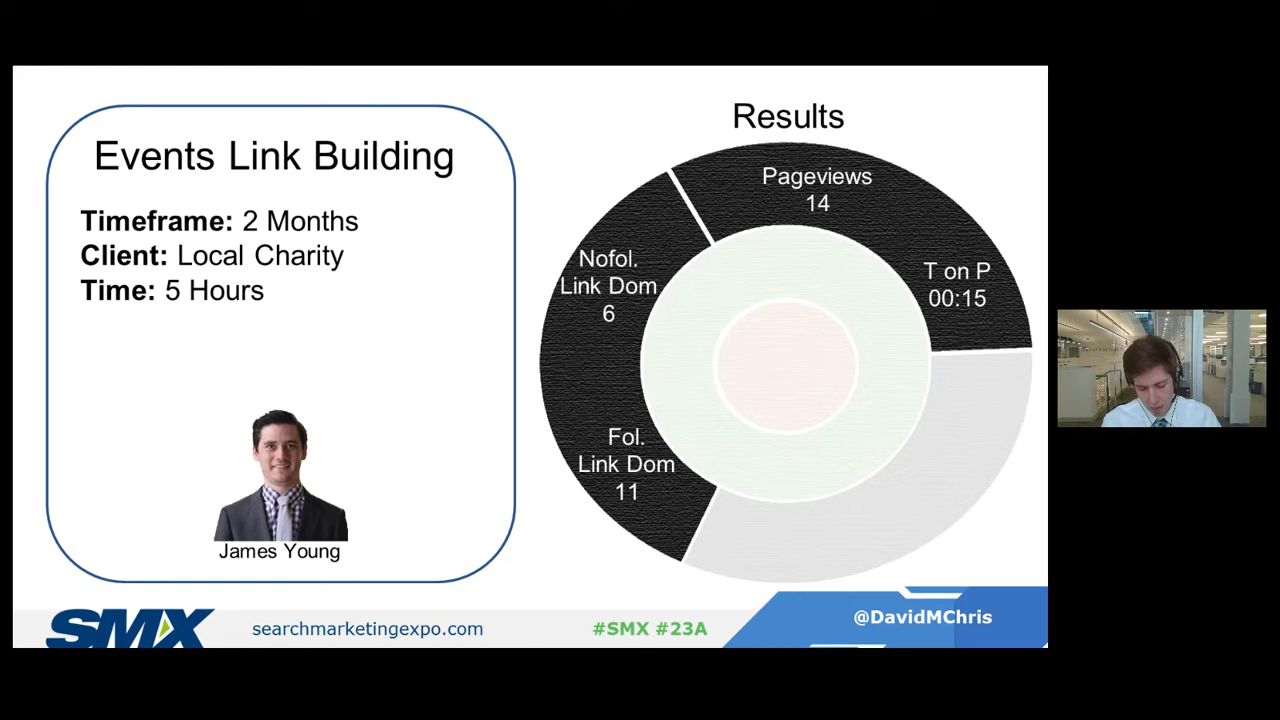 Events Link Building
Timeframe: 2 Months
Client: Local Charity
Time: 5 Hours
James Young
Results
Pageviews
14
T on P
00:15
Nofol.
Link Dom
6
Fol.
Link Dom
11
SMX
searchmarketingexpo.com
#SMX #23A
@DavidMChris